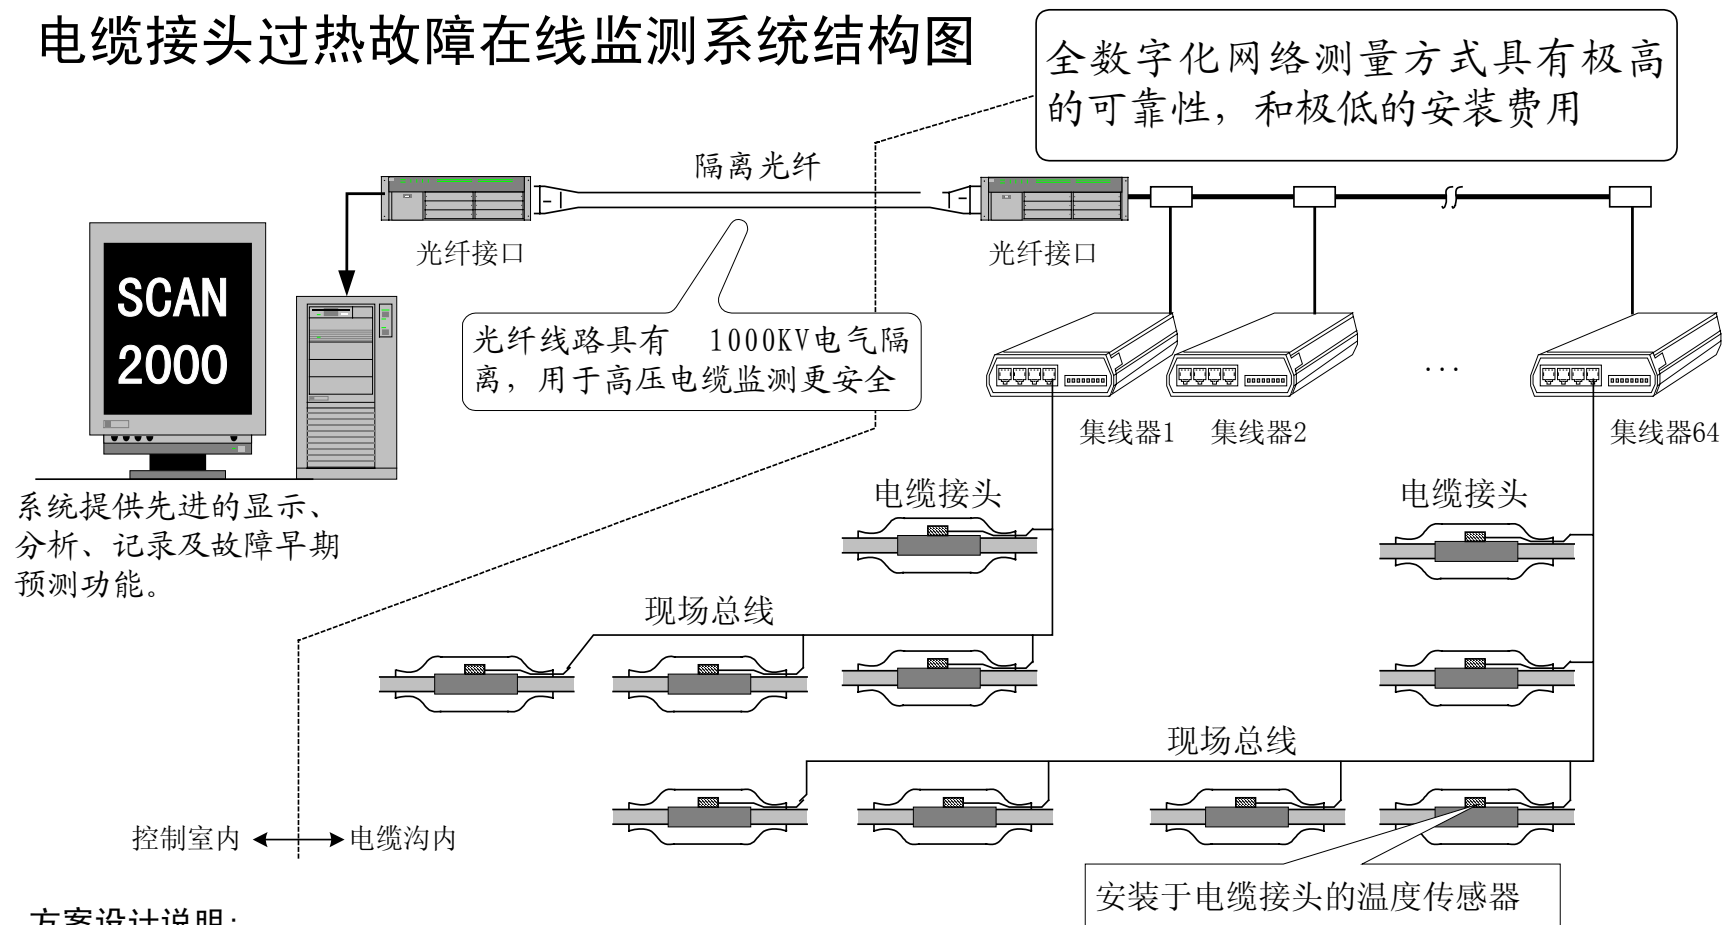 电缆接头过热故障在线监测系统结构图
全数字化网络测量方式具有极高
的可靠性，和极低的安装费用
隔离光纤
光纤接口
光纤接口
SCAN
2000
光纤线路具有 1000KV电气隔
离，用于高压电缆监测更安全
...
集线器1
集线器2
集线器64
系统提供先进的显示、
分析、记录及故障早期
预测功能。
电缆接头
电缆接头
现场总线
现场总线
控制室内
电缆沟内
安装于电缆接头的温度传感器
方案设计说明：